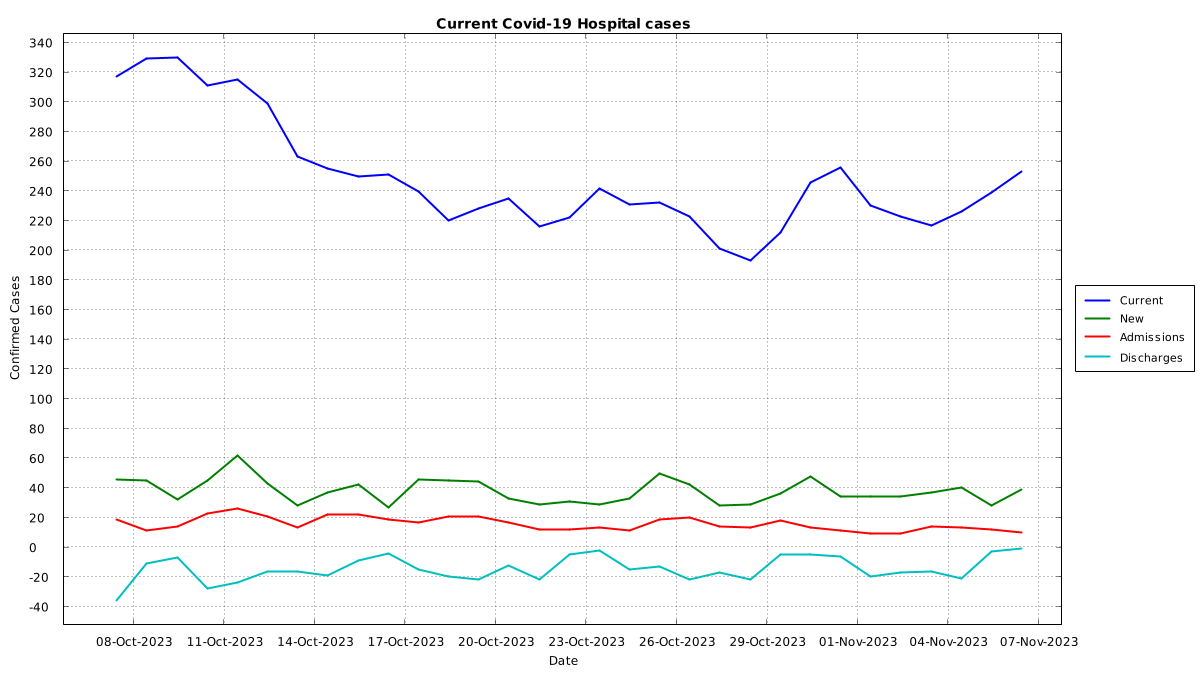 Current Covid-19 Hospital cases
340
320
300
280
260
240
220
200
180
160
140
120
100
80
60
40
20
0
-20
-40
Confirmed Cases
08-Oct-2023 11-Oct-2023 14-Oct-2023 17-Oct-2023 20-Oct-2023 23-Oct-2023 26-Oct-2023 29-Oct-2023 01-Nov-2023 04-Nov-2023 07-Nov-2023
Date
Current
New
Admissions
Discharges